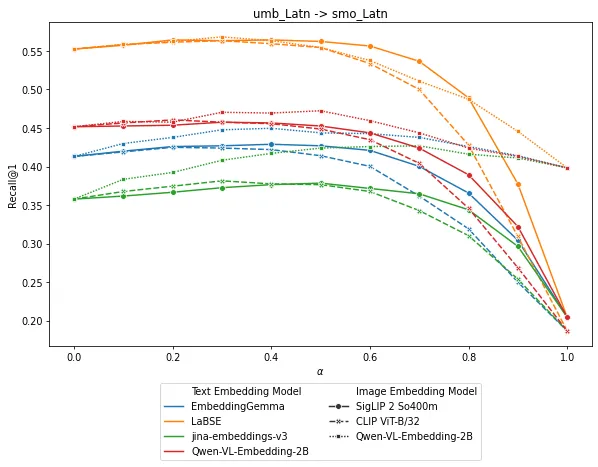 umb_Latn -> smo_Latn
Recall@1
0.55
0.50
0.45
0.40
0.35
0.30
0.25
0.20
0.0 0.2 0.4 0.6 0.8 1.0
α
Text Embedding Model Image Embedding Model
EmbeddingGemma SigLIP 2 So400m
LaBSE CLIP ViT-B/32
jina-embeddings-v3 Qwen-VL-Embedding-2B
Qwen-VL-Embedding-2B